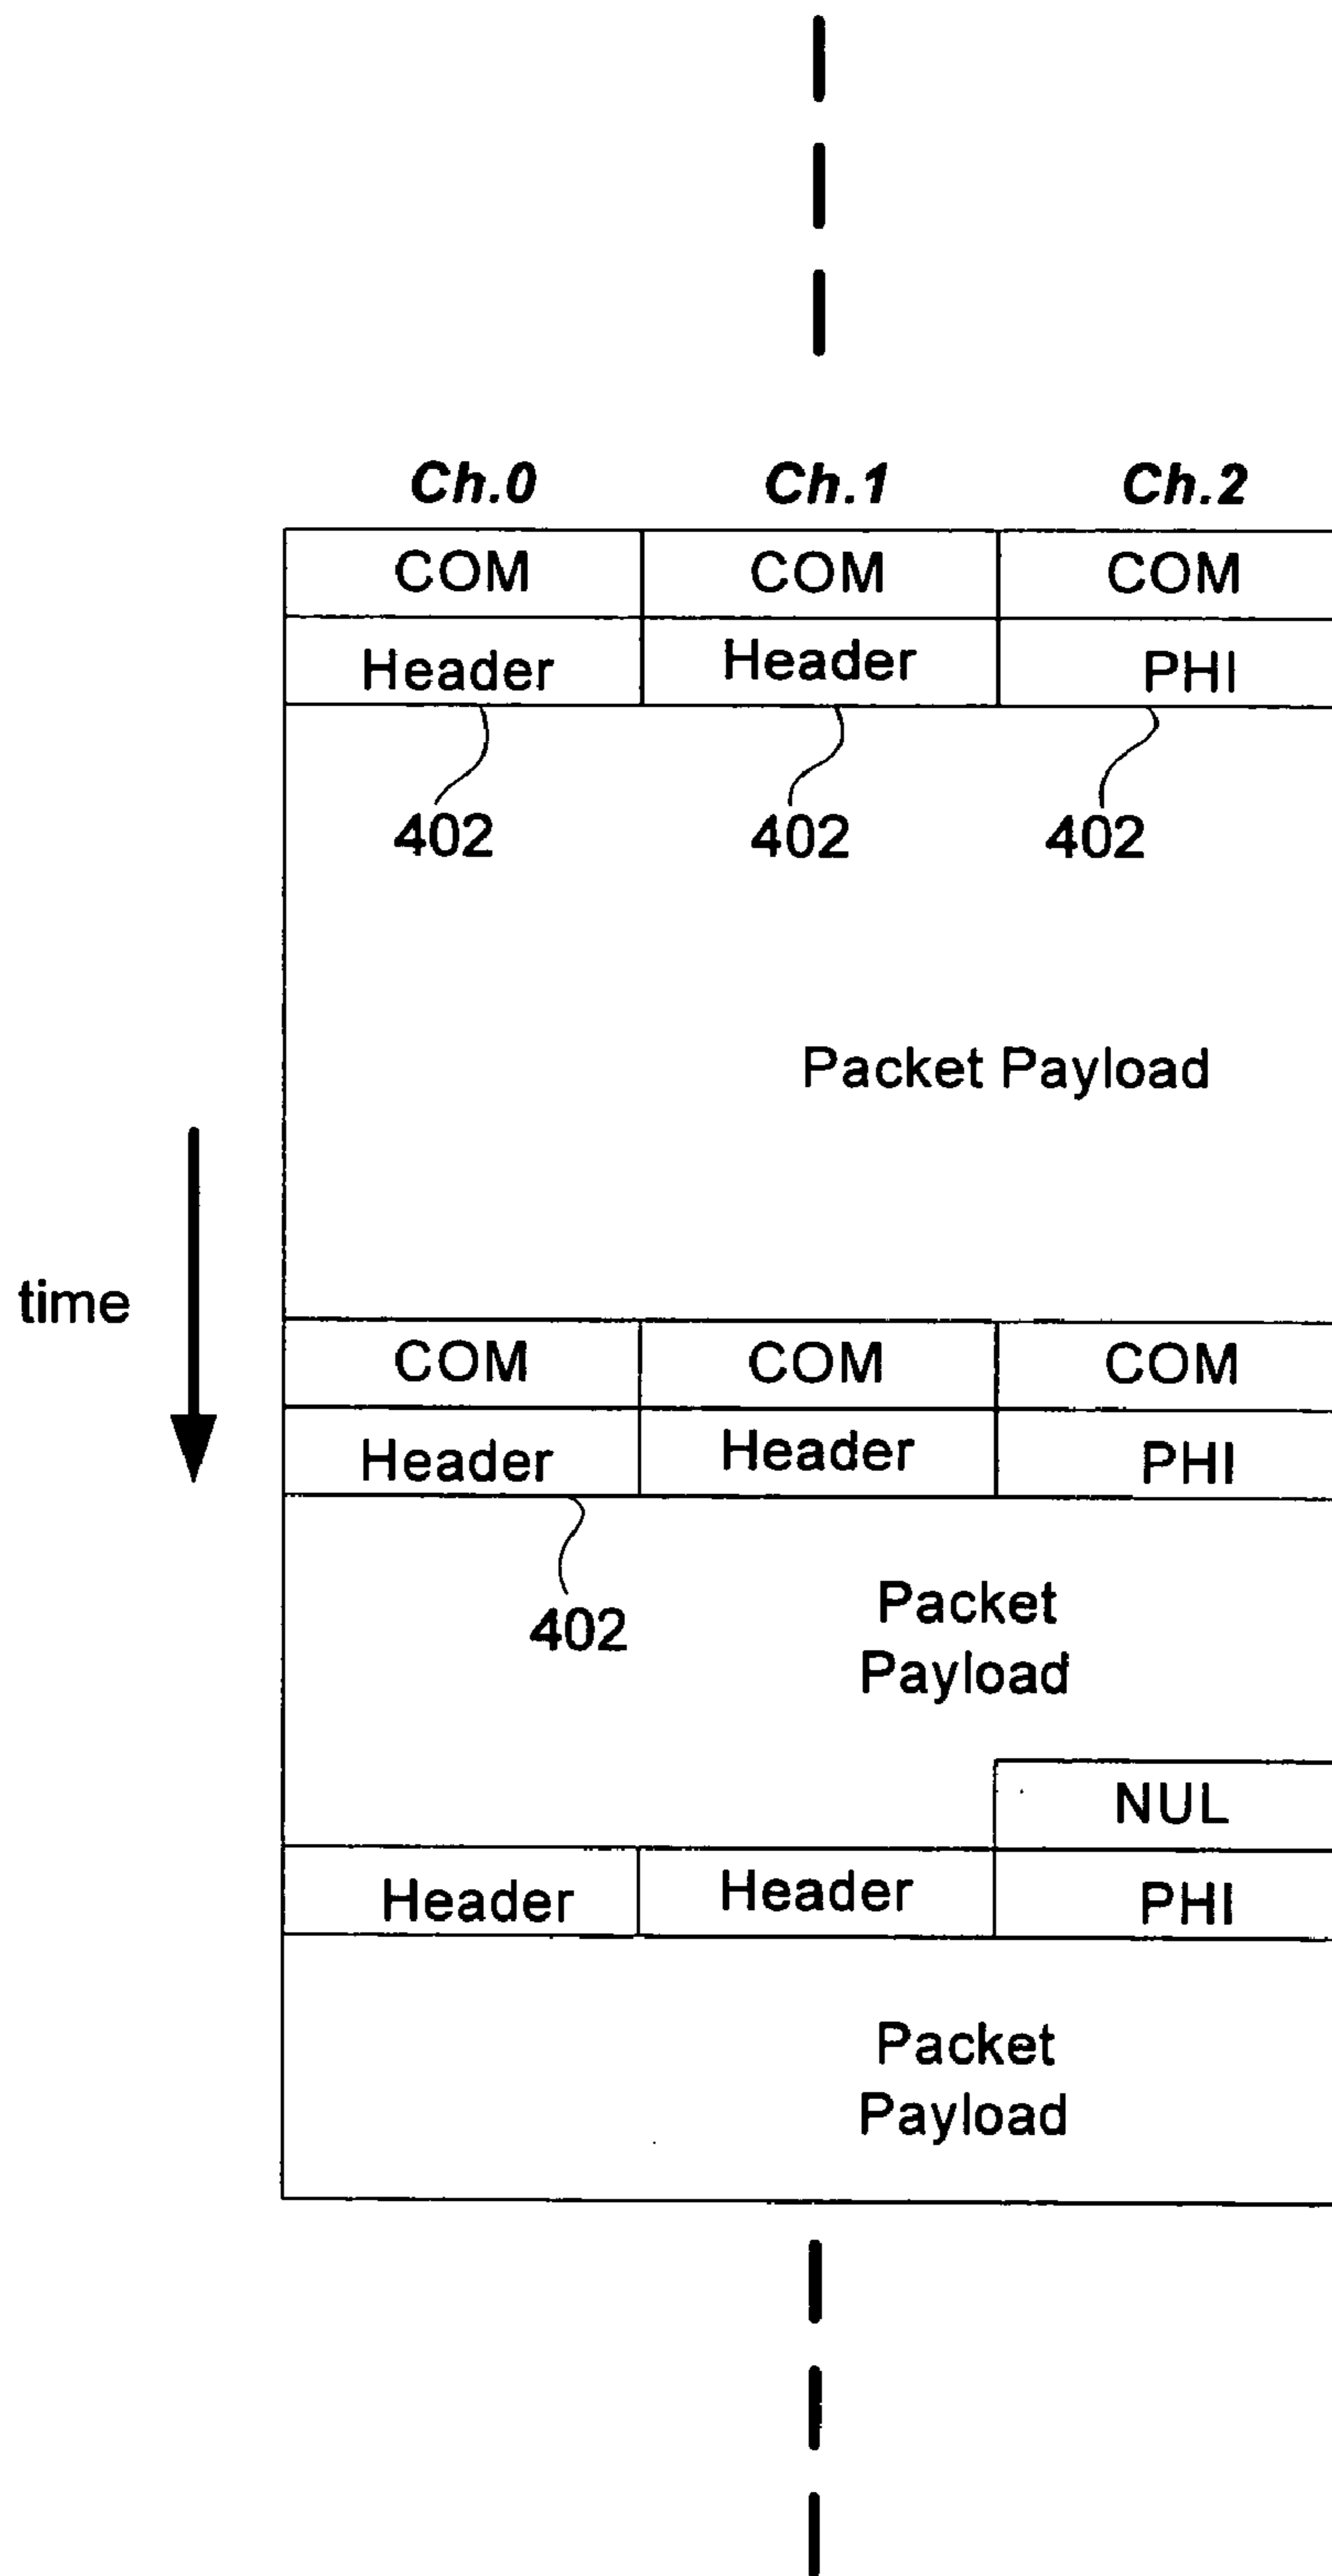 Ch.0 Ch.1 Ch.2
COM COM COM
Header Header PHI
402 402 402
Packet Payload
time
COM COM COM
Header Header PHI
402
Packet
Payload
NUL
Header Header PHI
Packet
Payload